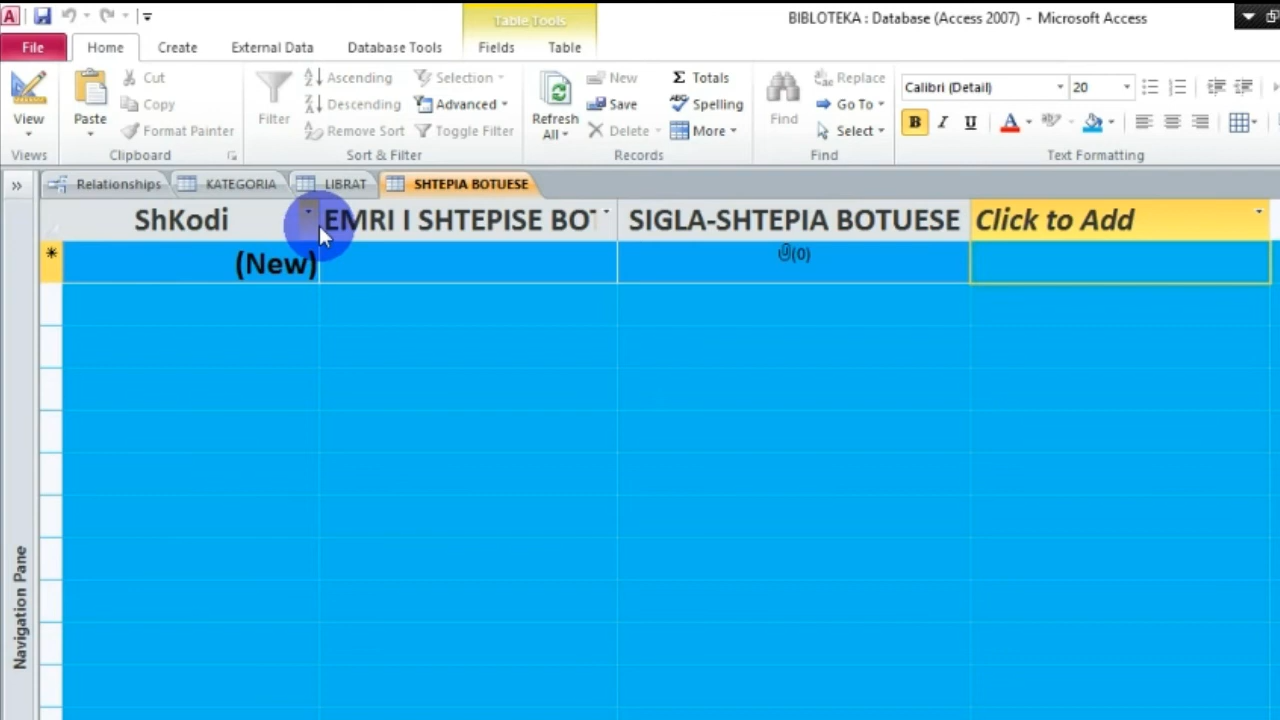 Table Tools
BIBLOTEKA : Database (Access 2007) - Microsoft Access
File Home Create External Data Database Tools Fields Table
View
Views
Paste
Cut
Copy
Format Painter
Clipboard
Filter
Ascending
Descending
Remove Sort
Selection
Advanced
Toggle Filter
Sort & Filter
Refresh
All
New
Save
Delete
Σ Totals
Spelling
More
Records
Find
Replace
Go To
Select
Find
Calibri (Detail) 20
B I U A
Text Formatting
Relationships KATEGORIA LIBRAT SHTEPIA BOTUESE
ShKodi EMRI I SHTEPISE BOT SIGLA-SHTEPIA BOTUESE Click to Add
* (New) (0)
Navigation Pane